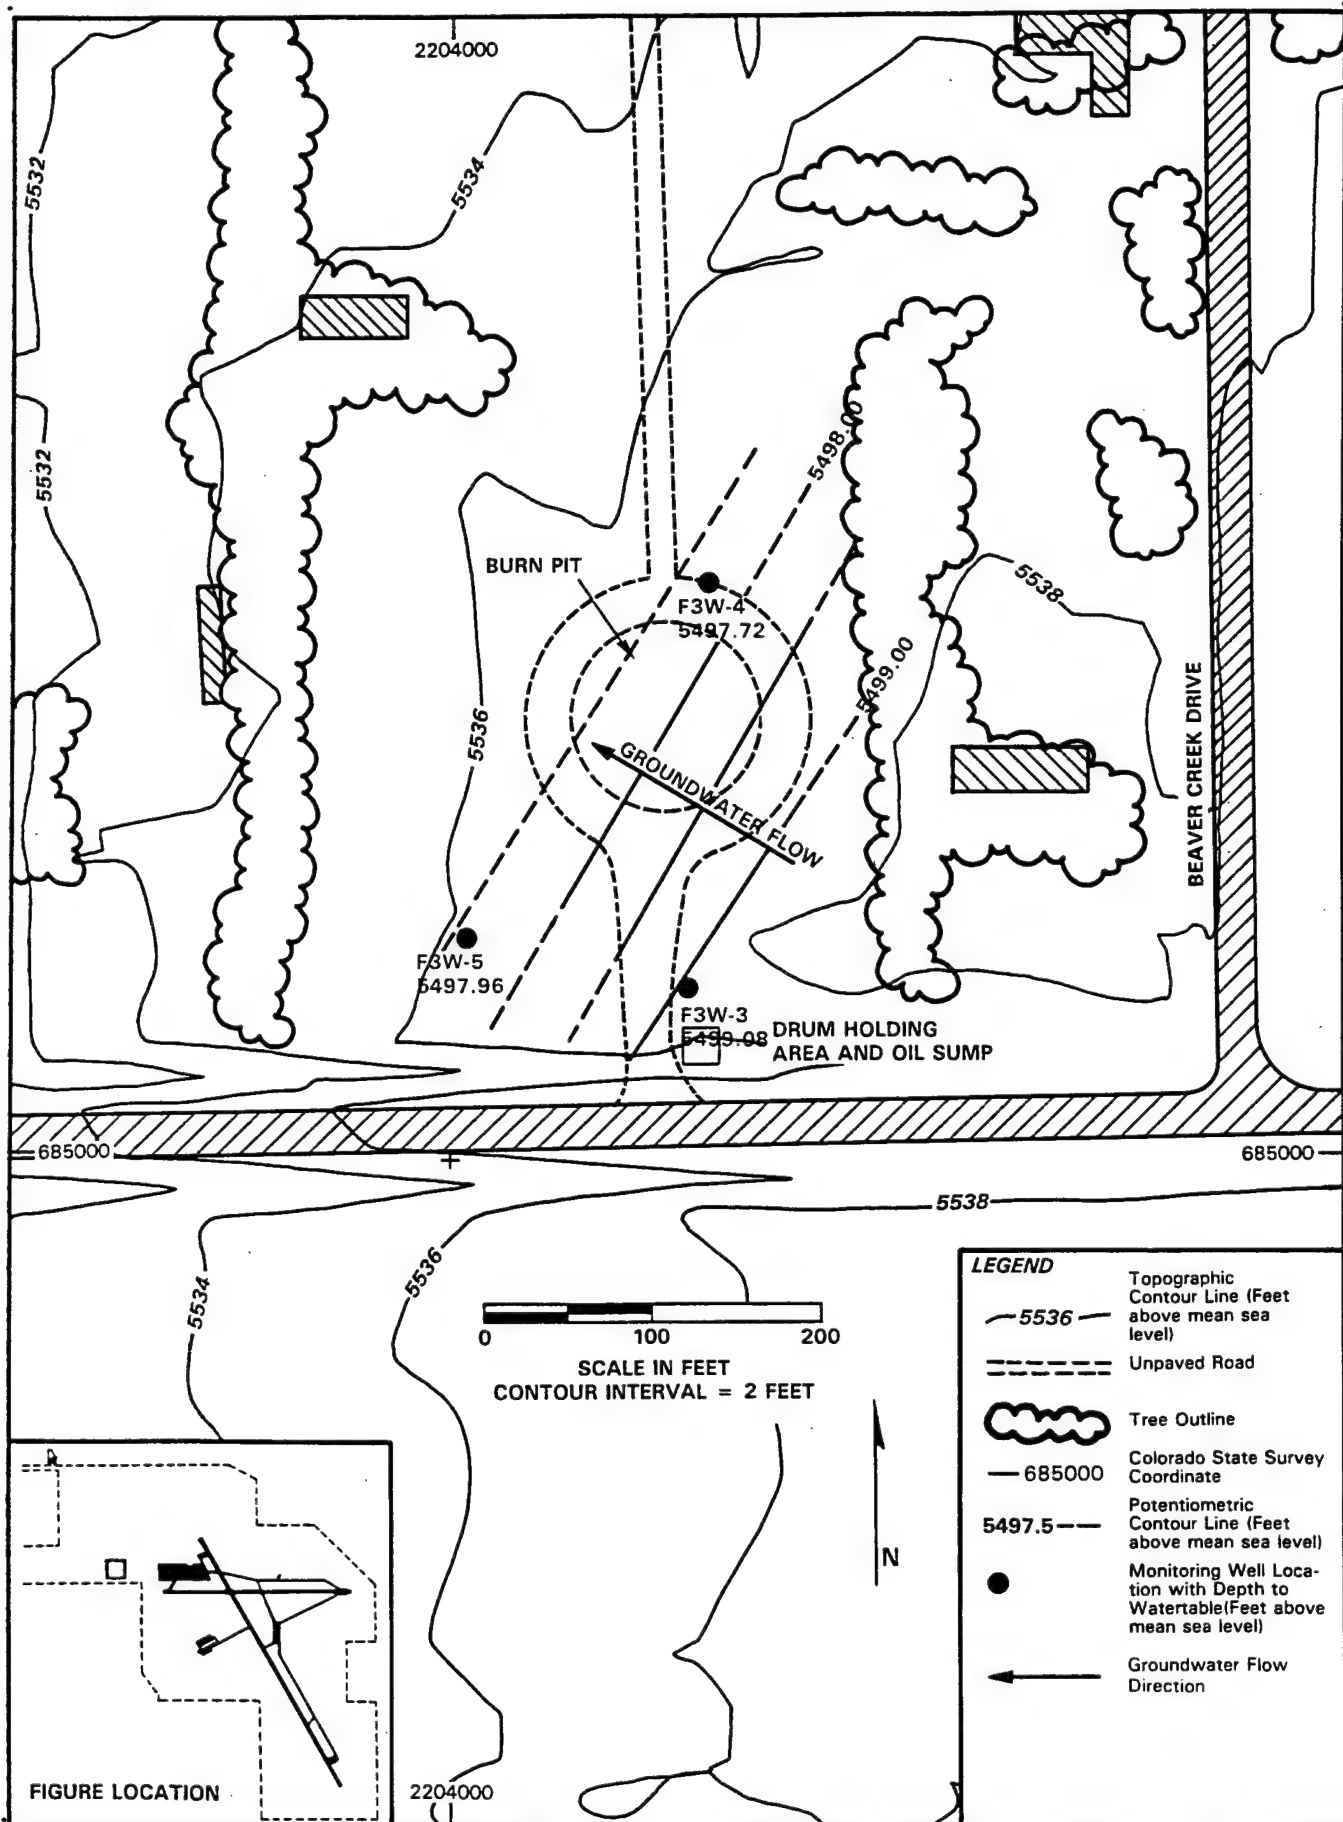 2204000
5532
5534
5498.00
5532
BURN PIT
5538
F3W-4
5497.72
5499.00
5536
GROUNDWATER FLOW
BEAVER CREEK DRIVE
F3W-5
5497.96
F3W-3
5499.08
DRUM HOLDING
AREA AND OIL SUMP
685000
685000
5538
5536
5534
0 100 200
SCALE IN FEET
CONTOUR INTERVAL = 2 FEET
N
LEGEND
5536
Topographic
Contour Line (Feet
above mean sea
level)
Unpaved Road
Tree Outline
685000
Colorado State Survey
Coordinate
5497.5
Potentiometric
Contour Line (Feet
above mean sea level)
Monitoring Well Loca-
tion with Depth to
Watertable(Feet above
mean sea level)
Groundwater Flow
Direction
FIGURE LOCATION
2204000